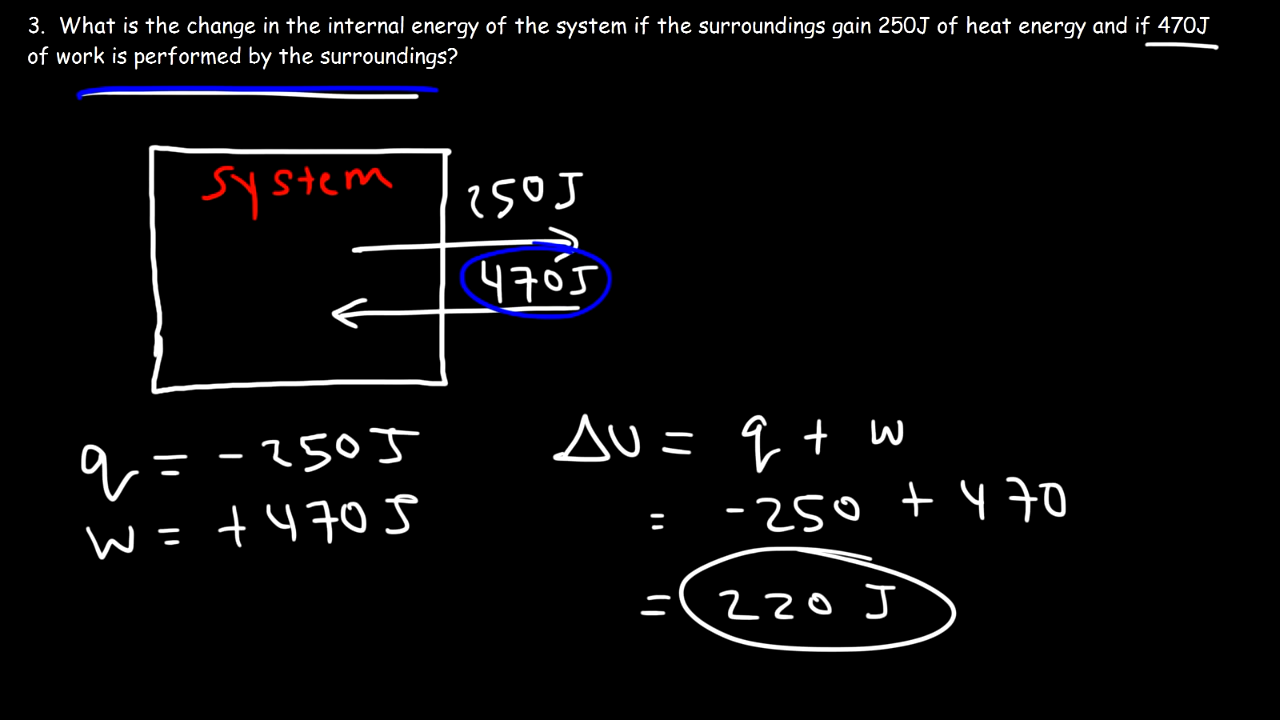 3. What is the change in the internal energy of the system if the surroundings gain 250J of heat energy and if 470J
of work is performed by the surroundings?
system
250J
470J
q = -250J
w = +470J
ΔU = q + w
= -250 + 470
= 220 J